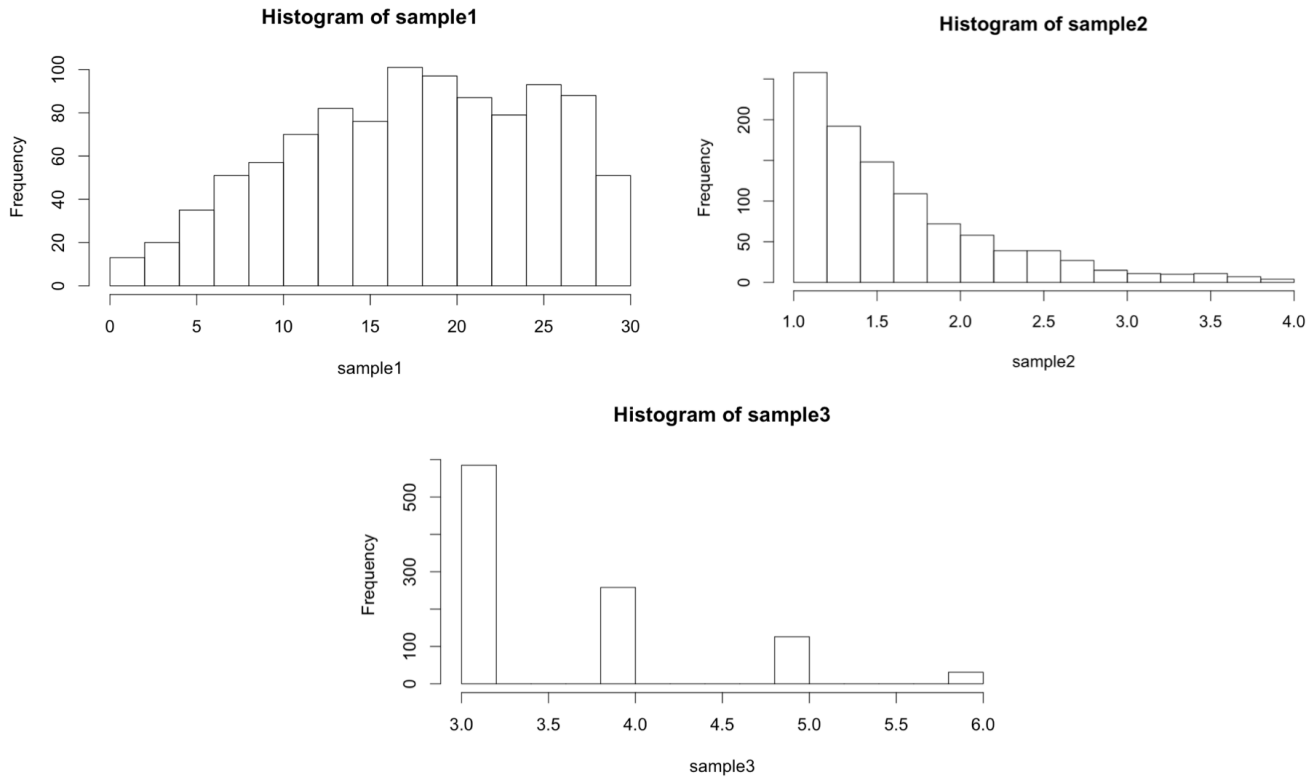 Histogram of sample1
Frequency
0 20 40 60 80 100
0 5 10 15 20 25 30
sample1
Histogram of sample2
Frequency
0 50 100 200
1.0 1.5 2.0 2.5 3.0 3.5 4.0
sample2
Histogram of sample3
Frequency
0 100 300 500
3.0 3.5 4.0 4.5 5.0 5.5 6.0
sample3